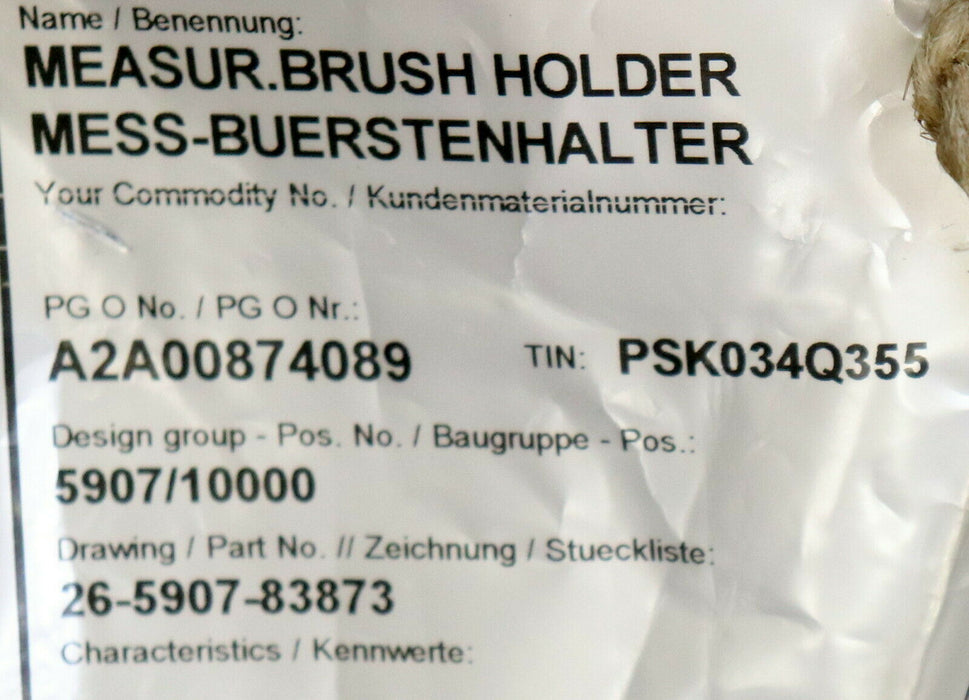 Name / Benennung:
MEASUR.BRUSH HOLDER
MESS-BUERSTENHALTER
Your Commodity No. / Kundenmaterialnummer:
PG O No. / PG O Nr.:
A2A00874089 TIN: PSK034Q355
Design group - Pos. No. / Baugruppe - Pos.:
5907/10000
Drawing / Part No. // Zeichnung / Stueckliste:
26-5907-83873
Characteristics / Kennwerte: